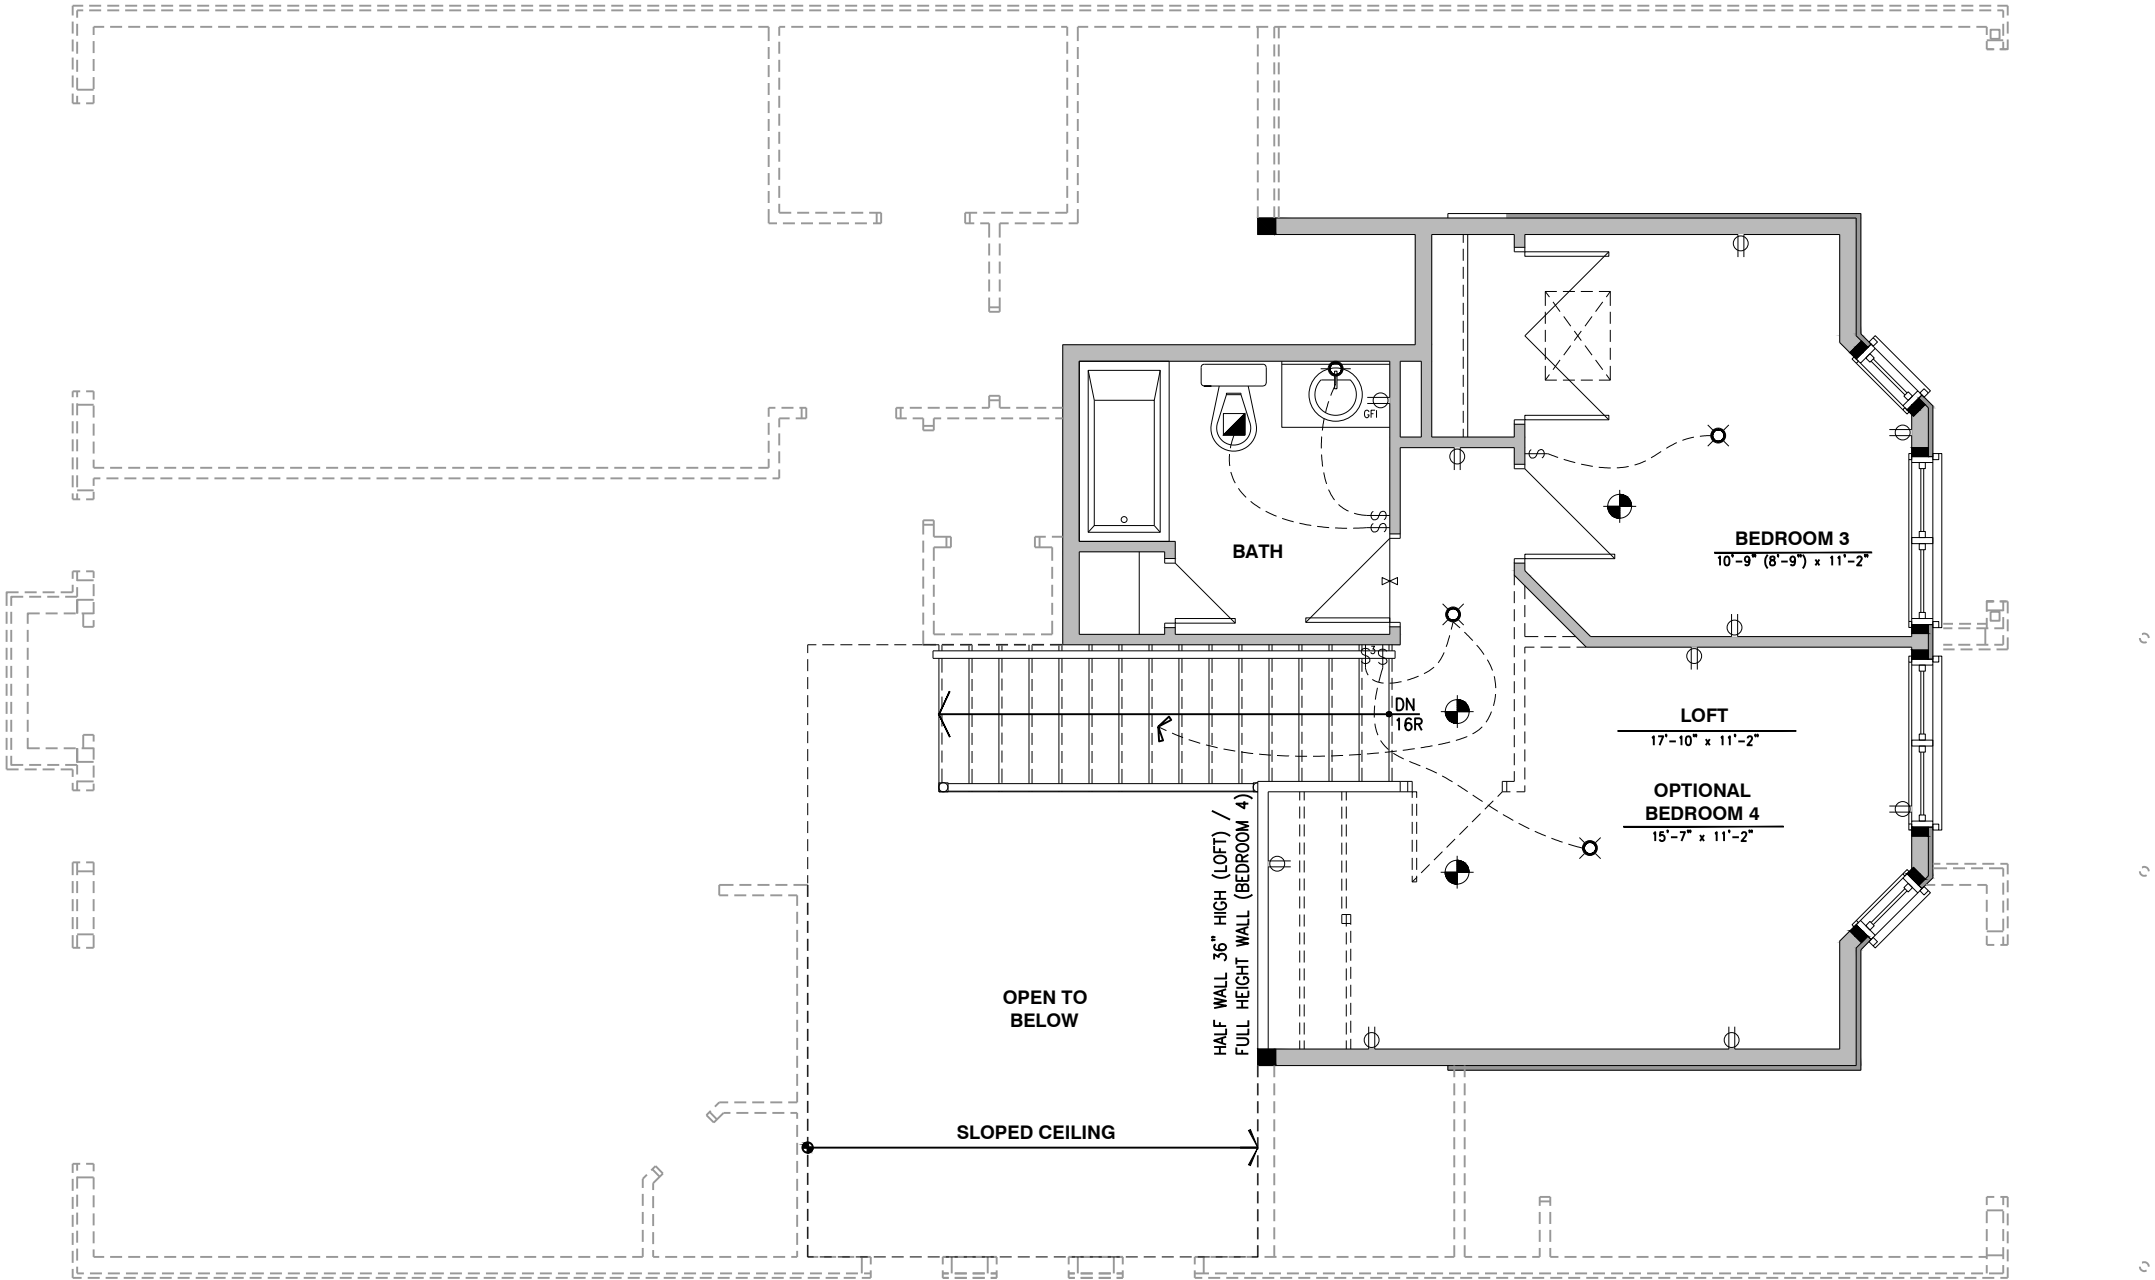 GFI
BATH
BEDROOM 3
10'-9" (8'-9") x 11'-2"
S
S
S
S³S
DN
16R
LOFT
17'-10" x 11'-2"
OPTIONAL
BEDROOM 4
15'-7" x 11'-2"
HALF WALL 36" HIGH (LOFT) /
FULL HEIGHT WALL (BEDROOM 4)
OPEN TO
BELOW
SLOPED CEILING